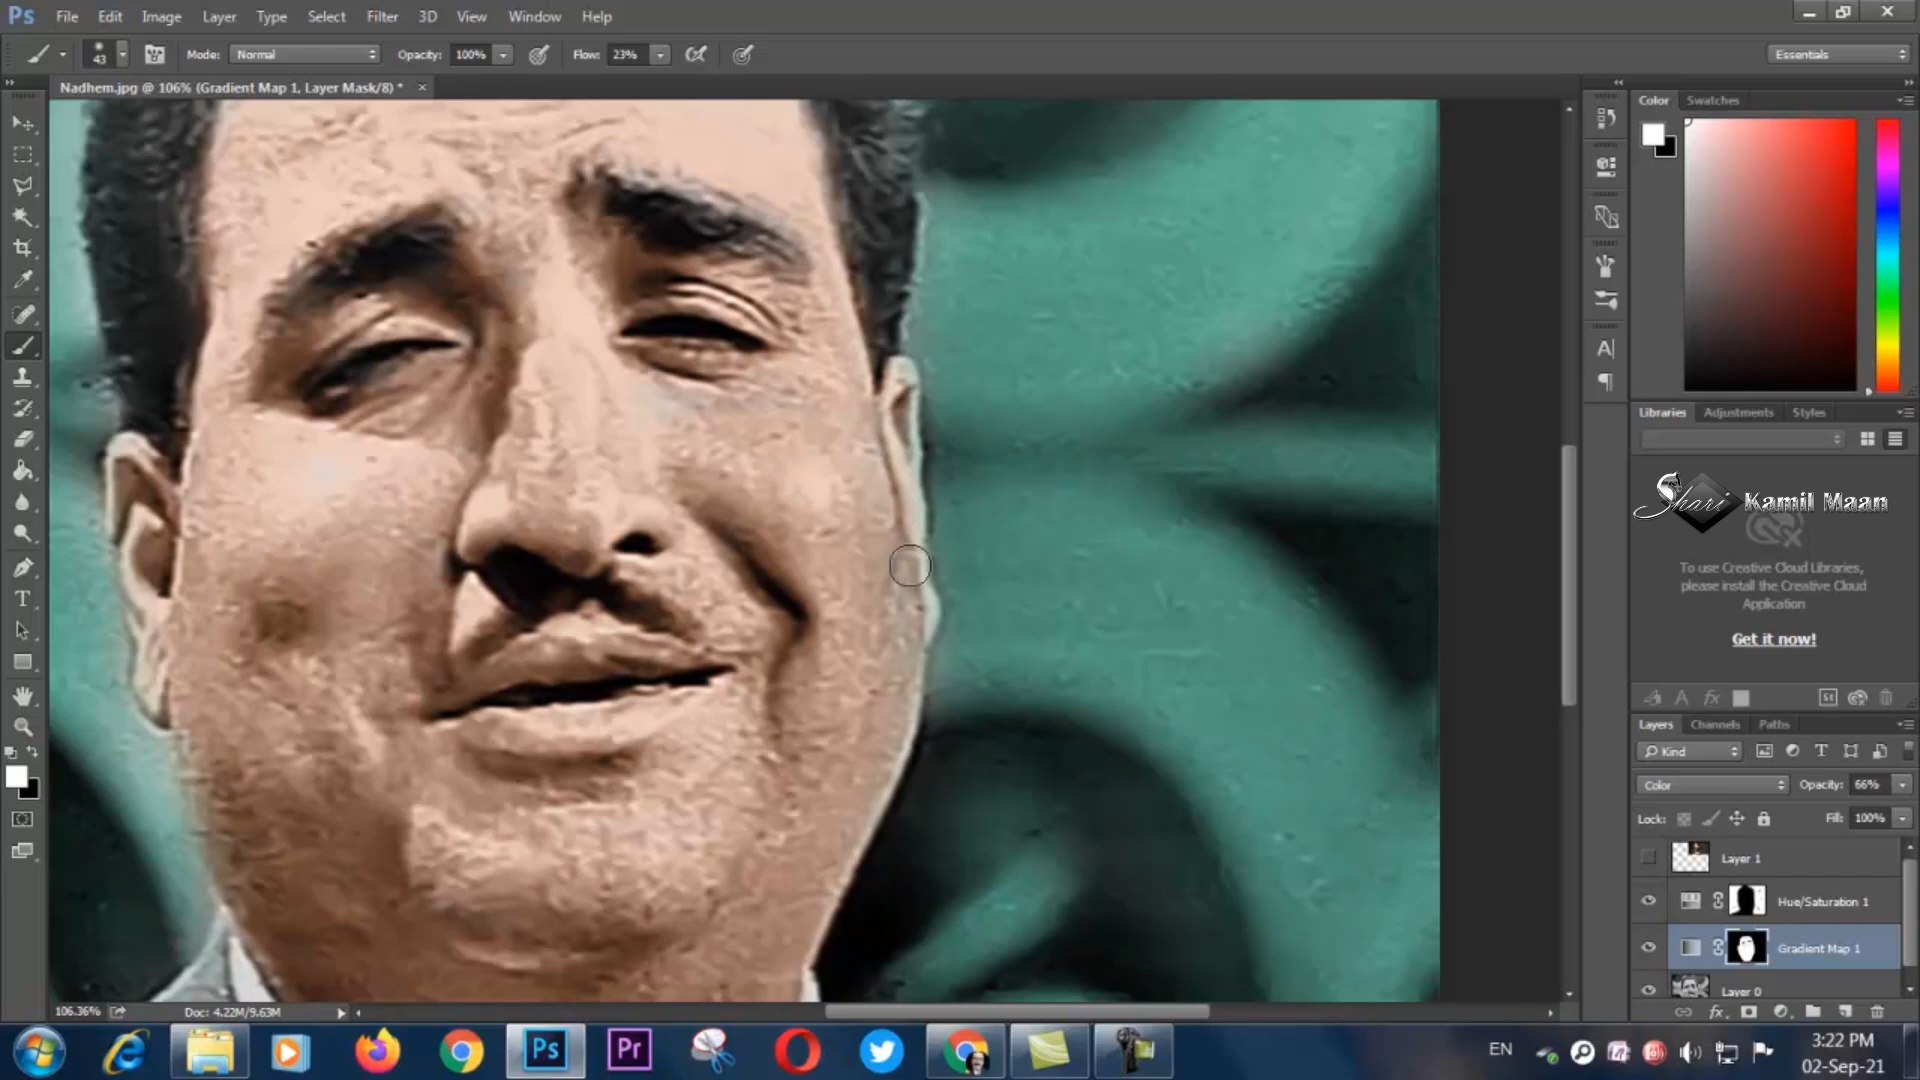 Ps File Edit Image Layer Type Select Filter 3D View Window Help
43 Mode: Normal Opacity: 100% Flow: 23% Essentials
Nadhem.jpg @ 106% (Gradient Map 1, Layer Mask/8) * ×
Color Swatches
Libraries Adjustments Styles
Shari Kamil Maan
To use Creative Cloud Libraries,
please install the Creative Cloud
Application
Get it now!
Layers Channels Paths
Kind
Color Opacity: 66%
Lock: Fill: 100%
Layer 1
Hue/Saturation 1
Gradient Map 1
Layer 0
106.36% Doc: 4.22M/9.63M
Ps Pr EN 3:22 PM
02-Sep-21